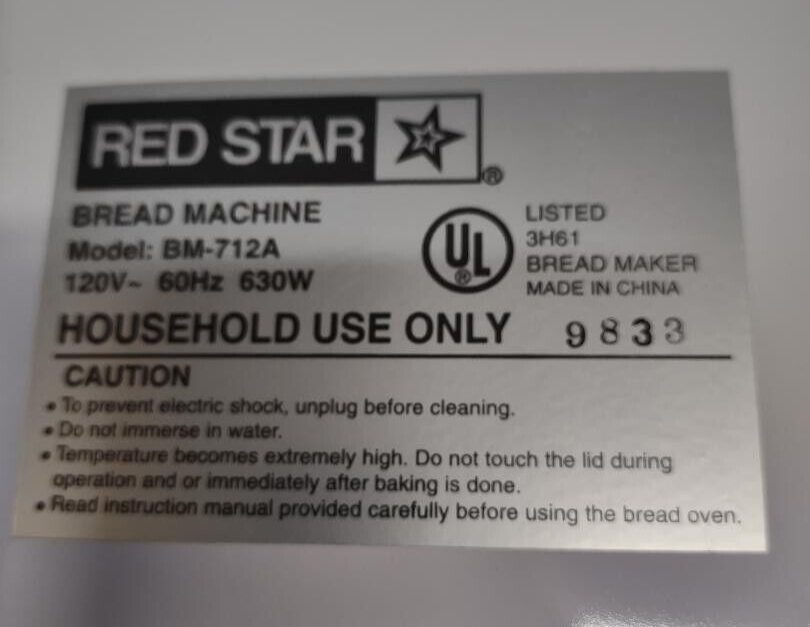 RED STAR
®
BREAD MACHINE
Model: BM-712A
120V~ 60Hz 630W
UL
®
LISTED
3H61
BREAD MAKER
MADE IN CHINA
HOUSEHOLD USE ONLY 9833
CAUTION
• To prevent electric shock, unplug before cleaning.
• Do not immerse in water.
• Temperature becomes extremely high. Do not touch the lid during
operation and or immediately after baking is done.
• Read instruction manual provided carefully before using the bread oven.